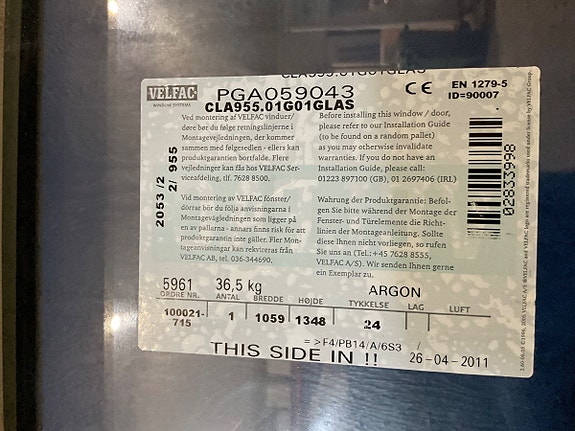 CLA955.01G01GLAS
VELFAC
WINDOW SYSTEMS
PGA059043
CE
EN 1279-5
ID=90007
CLA955.01G01GLAS
2053 /2
2/ 955
Ved montering af VELFAC vinduer/
døre bør du følge retningslinjerne i
Montagevejledningen, der kommer
sammen med følgesedlen - ellers kan
produktgarantien bortfalde. Flere
vejledninger kan fås hos VELFAC Ser-
viceafdeling, tlf. 7628 8500.
Before installing this window / door,
please refer to our Installation Guide
(to be found on a random pallet)
as you may otherwise invalidate
warranties. If you do not have an
Installation Guide, please call:
01223 897100 (GB), 01 2697406 (IRL)
Vid montering av VELFAC fönster/
dörrar bör du följa anvisningarna i
Montagevägledningen som ligger på
en av pallarna - annars finns risk för att
produktgarantin inte gäller. Fler Mon-
tageanvisningar kan rekvireras från
VELFAC AB, tel. 036-344690.
Wahrung der Produktgarantie: Befol-
gen Sie bitte während der Montage der
Fenster- und Türelemente die Richt-
linien der Montageanleitung. Sollte
diese Ihnen nicht vorliegen, so rufen
Sie uns an (Tel.:+45 7628 8555,
VELFAC A/S). Wir senden Ihnen gerne
ein Exemplar zu.
02833998
5961
36,5 kg
ARGON
ORDRE NR.
ANTAL
BREDDE
HØJDE
TYKKELSE
LAG
LUFT
100021-
715
1
1059
1348
24
=>F4/PB14/A/6S3
THIS SIDE IN !!
26-04-2011